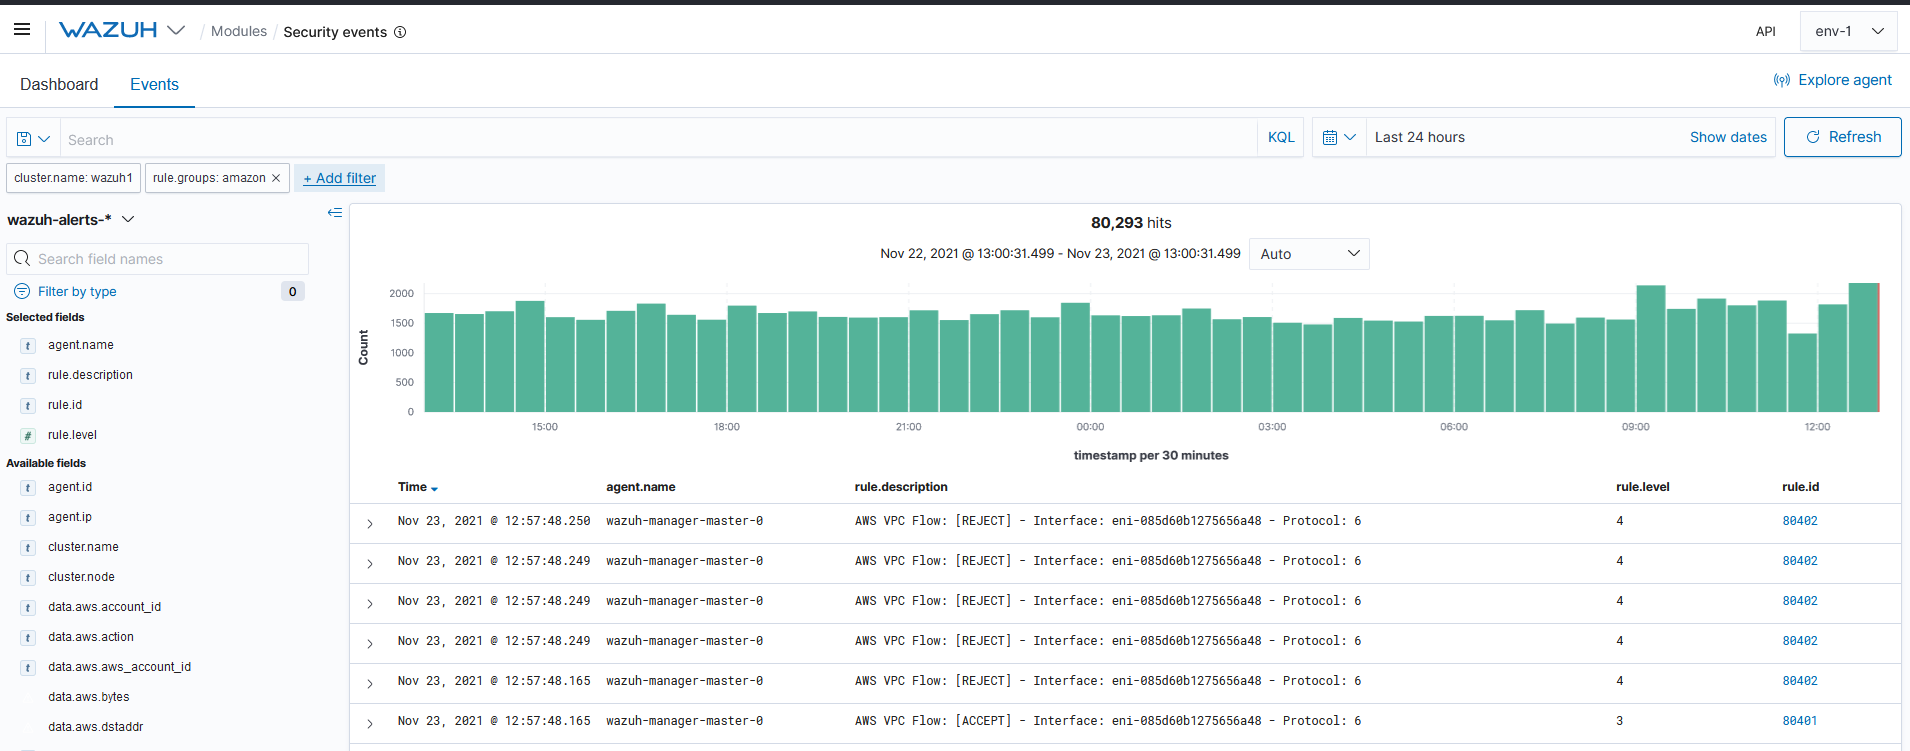 WAZUH / Modules / Security events API env-1
Dashboard Events Explore agent
Search KQL Last 24 hours Show dates Refresh
cluster.name: wazuh1 rule.groups: amazon × + Add filter
wazuh-alerts-*
Search field names
Filter by type 0
Selected fields
t agent.name
t rule.description
t rule.id
# rule.level
Available fields
t agent.id
t agent.ip
t cluster.name
t cluster.node
t data.aws.account_id
t data.aws.action
t data.aws.aws_account_id
data.aws.bytes
data.aws.dstaddr
80,293 hits
Nov 22, 2021 @ 13:00:31.499 - Nov 23, 2021 @ 13:00:31.499 Auto
Count
2000
1500
1000
500
0
15:00 18:00 21:00 00:00 03:00 06:00 09:00 12:00
timestamp per 30 minutes
Time agent.name rule.description rule.level rule.id
Nov 23, 2021 @ 12:57:48.250 wazuh-manager-master-0 AWS VPC Flow: [REJECT] - Interface: eni-085d60b1275656a48 - Protocol: 6 4 80402
Nov 23, 2021 @ 12:57:48.249 wazuh-manager-master-0 AWS VPC Flow: [REJECT] - Interface: eni-085d60b1275656a48 - Protocol: 6 4 80402
Nov 23, 2021 @ 12:57:48.249 wazuh-manager-master-0 AWS VPC Flow: [REJECT] - Interface: eni-085d60b1275656a48 - Protocol: 6 4 80402
Nov 23, 2021 @ 12:57:48.249 wazuh-manager-master-0 AWS VPC Flow: [REJECT] - Interface: eni-085d60b1275656a48 - Protocol: 6 4 80402
Nov 23, 2021 @ 12:57:48.165 wazuh-manager-master-0 AWS VPC Flow: [REJECT] - Interface: eni-085d60b1275656a48 - Protocol: 6 4 80402
Nov 23, 2021 @ 12:57:48.165 wazuh-manager-master-0 AWS VPC Flow: [ACCEPT] - Interface: eni-085d60b1275656a48 - Protocol: 6 3 80401